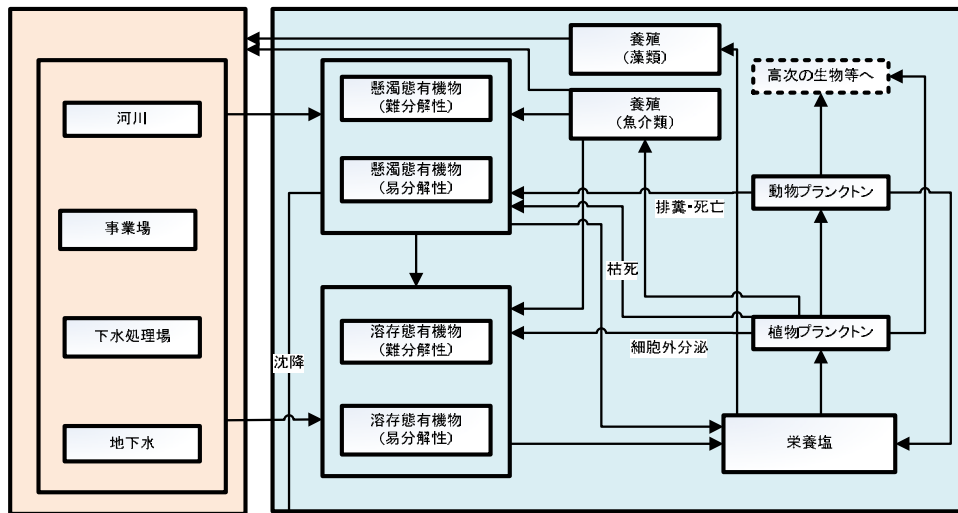 河川
事業場
下水処理場
地下水
懸濁態有機物
(難分解性)
懸濁態有機物
(易分解性)
溶存態有機物
(難分解性)
溶存態有機物
(易分解性)
沈降
養殖
(藻類)
養殖
(魚介類)
排糞・死亡
枯死
細胞外分泌
高次の生物等へ
動物プランクトン
植物プランクトン
栄養塩